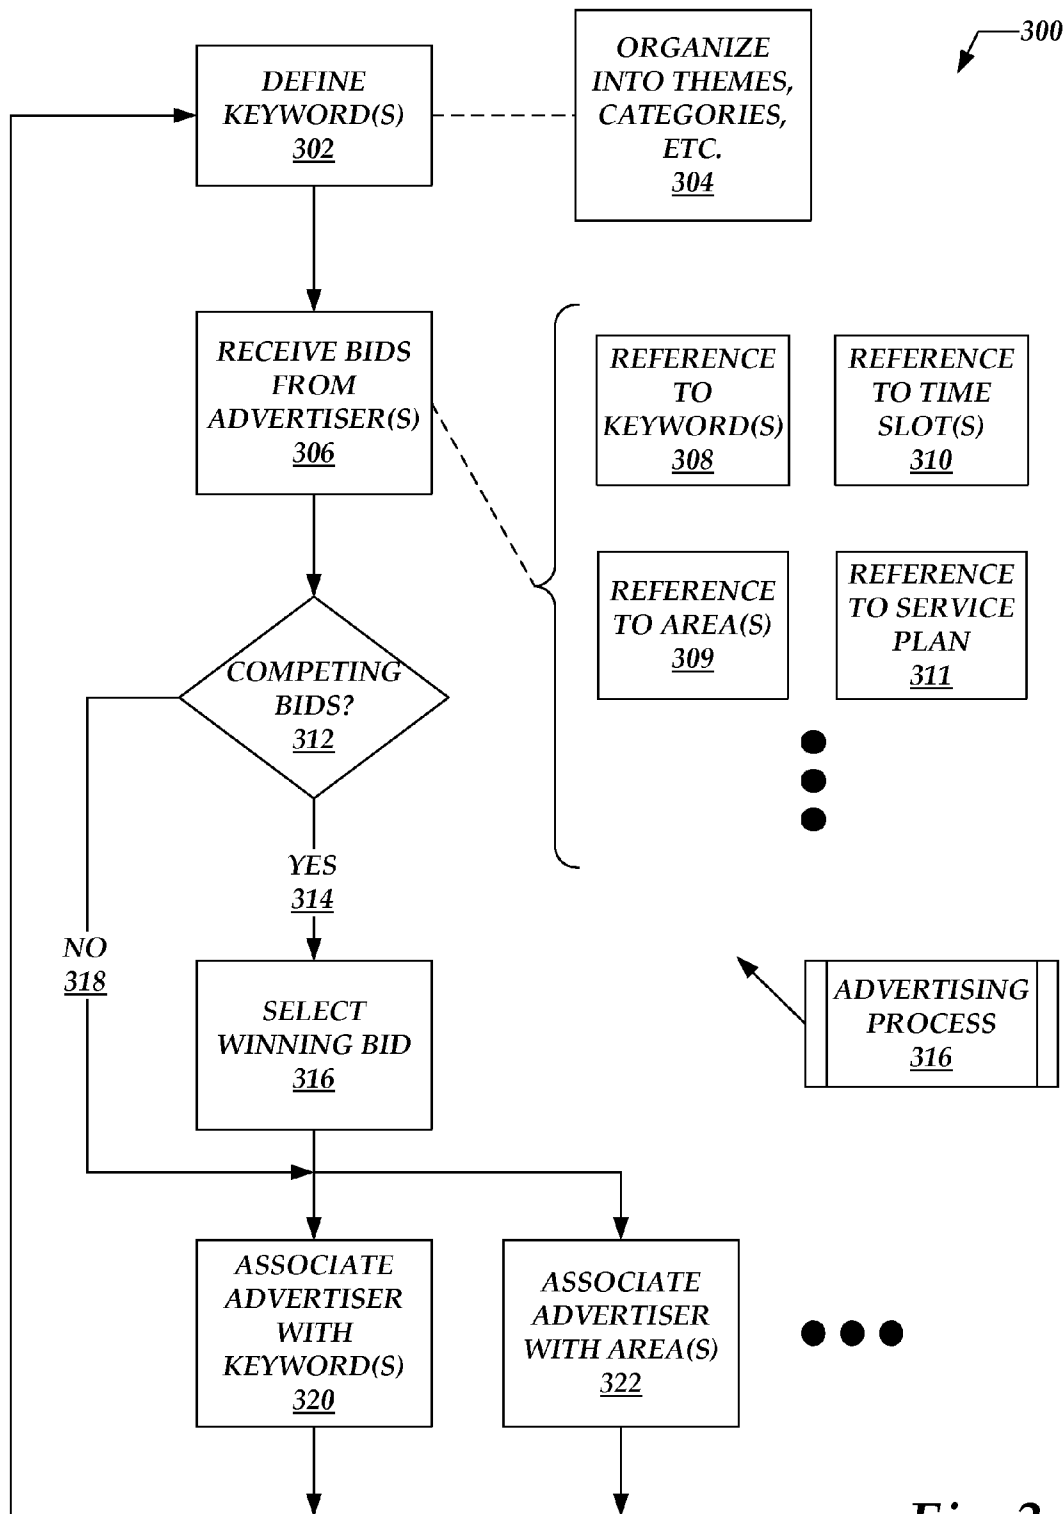 300
DEFINE
KEYWORD(S)
302
ORGANIZE
INTO THEMES,
CATEGORIES,
ETC.
304
RECEIVE BIDS
FROM
ADVERTISER(S)
306
REFERENCE
TO
KEYWORD(S)
308
REFERENCE
TO TIME
SLOT(S)
310
REFERENCE
TO AREA(S)
309
REFERENCE
TO SERVICE
PLAN
311
COMPETING
BIDS?
312
YES
314
NO
318
SELECT
WINNING BID
316
ADVERTISING
PROCESS
316
ASSOCIATE
ADVERTISER
WITH
KEYWORD(S)
320
ASSOCIATE
ADVERTISER
WITH AREA(S)
322